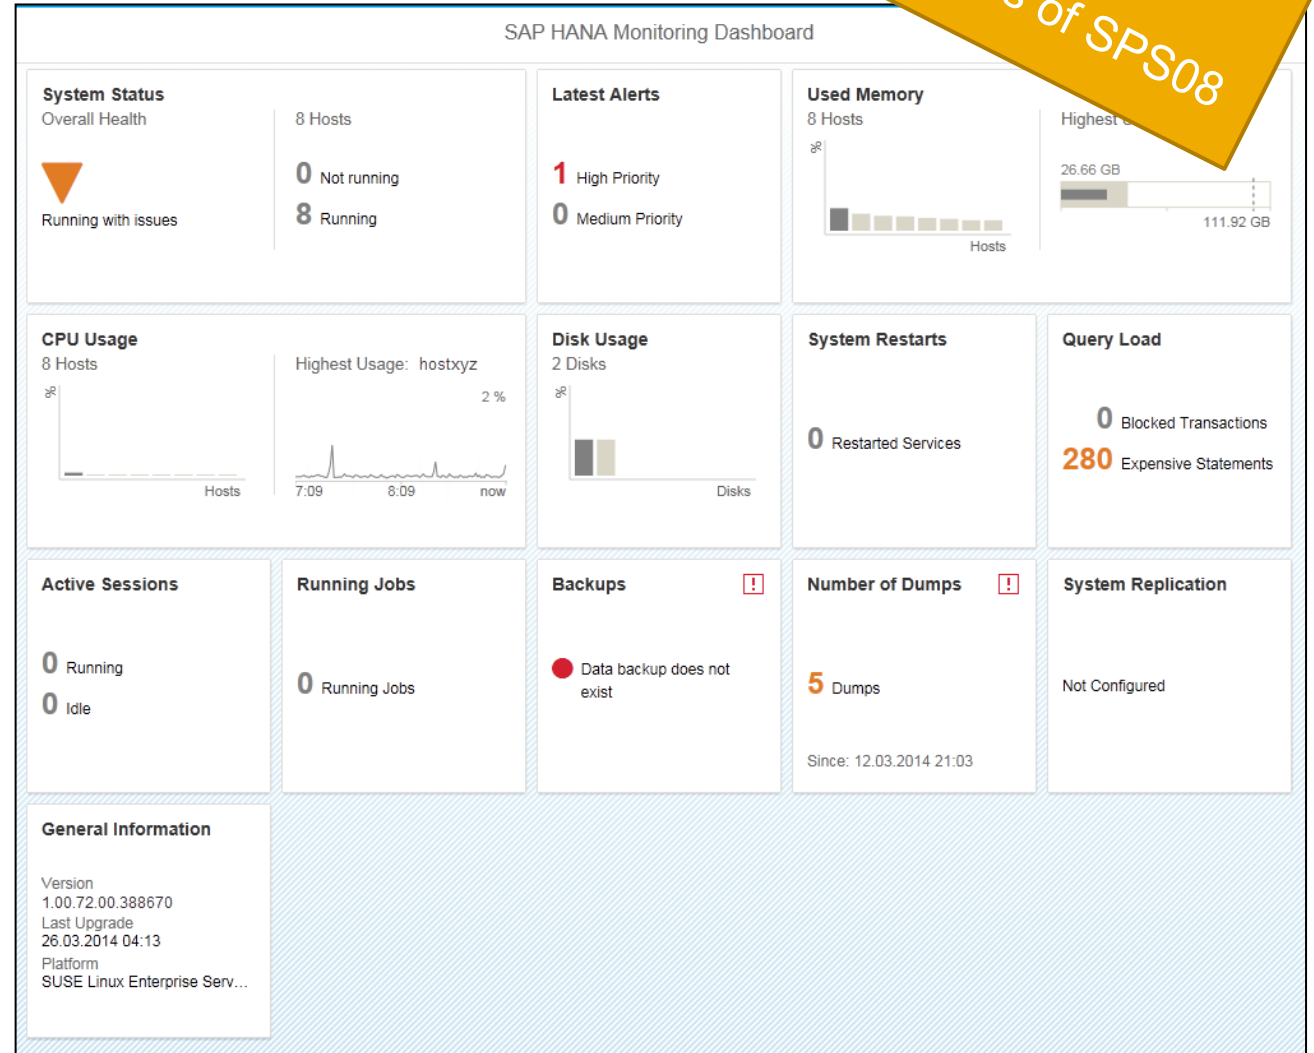 SAP HANA Monitoring Dashboard
of SPS08
System Status
Overall Health
8 Hosts
Running with issues
0 Not running
8 Running
Latest Alerts
1 High Priority
0 Medium Priority
Used Memory
8 Hosts
%
Hosts
Highest
26.66 GB
111.92 GB
CPU Usage
8 Hosts
%
Hosts
Highest Usage: hostxyz
2 %
7:09 8:09 now
Disk Usage
2 Disks
%
Disks
System Restarts
0 Restarted Services
Query Load
0 Blocked Transactions
280 Expensive Statements
Active Sessions
0 Running
0 Idle
Running Jobs
0 Running Jobs
Backups
Data backup does not
exist
Number of Dumps
5 Dumps
Since: 12.03.2014 21:03
System Replication
Not Configured
General Information
Version
1.00.72.00.388670
Last Upgrade
26.03.2014 04:13
Platform
SUSE Linux Enterprise Serv...